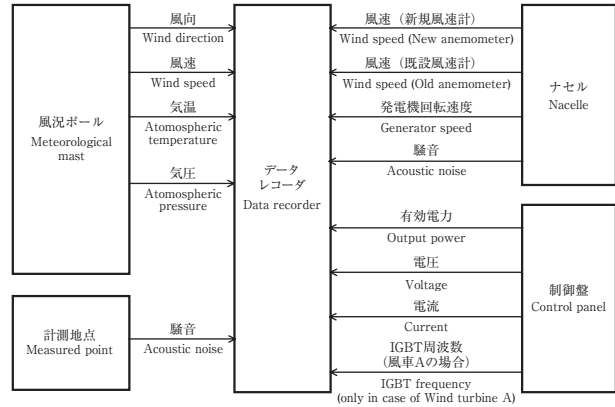 風況ポール
Meteorological
mast
計測地点
Measured point
風向
Wind direction
風速
Wind speed
気温
Atomospheric
temperature
気圧
Atomospheric
pressure
騒音
Acoustic noise
データ
レコーダ
Data recorder
風速（新規風速計）
Wind speed (New anemometer)
風速（既設風速計）
Wind speed (Old anemometer)
発電機回転速度
Generator speed
騒音
Acoustic noise
有効電力
Output power
電圧
Voltage
電流
Current
IGBT周波数
(風車Aの場合)
IGBT frequency
(only in case of Wind turbine A)
ナセル
Nacelle
制御盤
Control panel